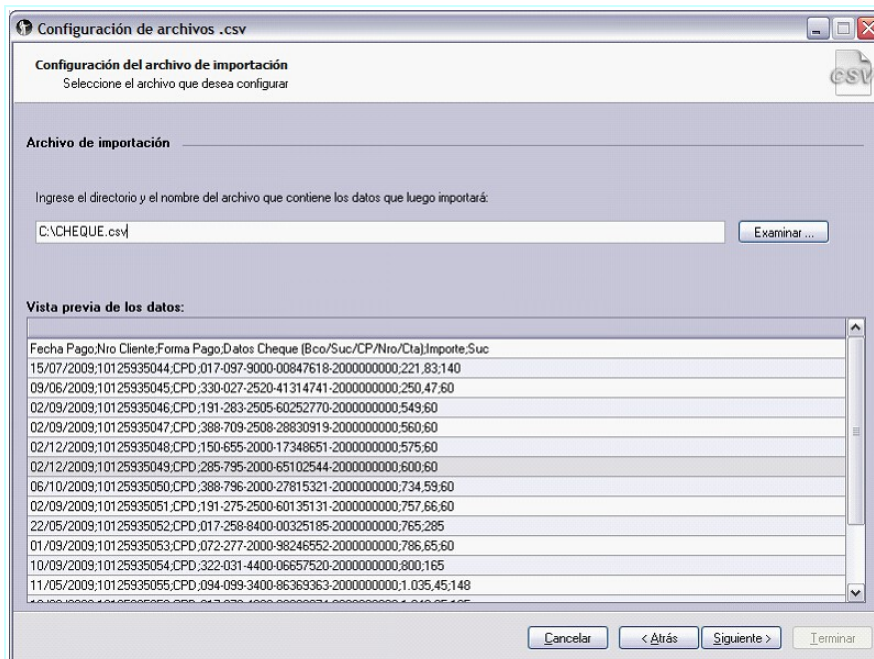 Configuración de archivos .csv
Configuración del archivo de importación
Seleccione el archivo que desea configurar
CSV
Archivo de importación
Ingrese el directorio y el nombre del archivo que contiene los datos que luego importará:
C:\CHEQUE.csv
Examinar ...
Vista previa de los datos:
Fecha Pago;Nro Cliente;Forma Pago;Datos Cheque (Bco/Suc/CP/Nro/Cta);Importe;Suc
15/07/2009;10125935044;CPD;017-097-9000-00847618-2000000000;221,83;140
09/06/2009;10125935045;CPD;330-027-2520-41314741-2000000000;250,47;60
02/09/2009;10125935046;CPD;191-283-2505-60252770-2000000000;549;60
02/09/2009;10125935047;CPD;388-709-2508-28830919-2000000000;560;60
02/12/2009;10125935048;CPD;150-655-2000-17348651-2000000000;575;60
02/12/2009;10125935049;CPD;285-795-2000-65102544-2000000000;600;60
06/10/2009;10125935050;CPD;388-796-2000-27815321-2000000000;734,59;60
02/09/2009;10125935051;CPD;191-275-2500-60135131-2000000000;757,66;60
22/05/2009;10125935052;CPD;017-258-8400-00325185-2000000000;765;285
01/09/2009;10125935053;CPD;072-277-2000-98246552-2000000000;786,65;60
10/09/2009;10125935054;CPD;322-031-4400-06657520-2000000000;800;165
11/05/2009;10125935055;CPD;094-099-3400-86369363-2000000000;1.035,45;148
Cancelar
< Atrás
Siguiente >
Terminar